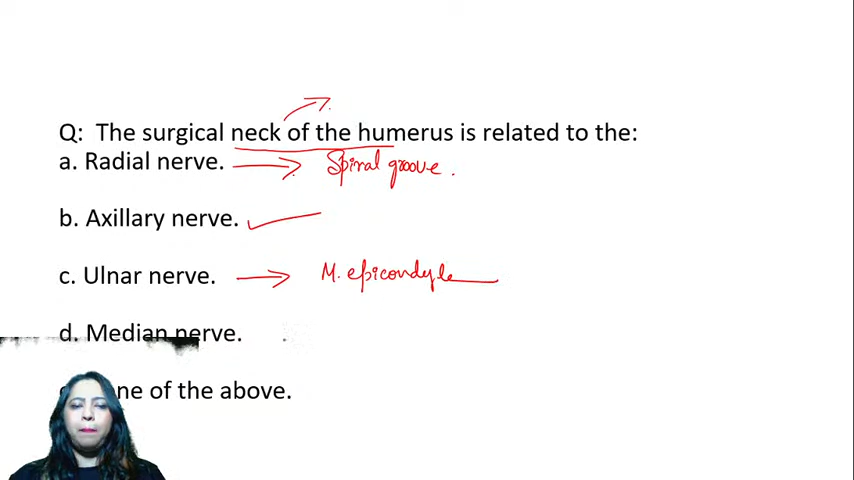 Q: The surgical neck of the humerus is related to the:
a. Radial nerve. Spiral groove.
b. Axillary nerve.
c. Ulnar nerve. M. epicondyle
d. Median nerve.
of the above.